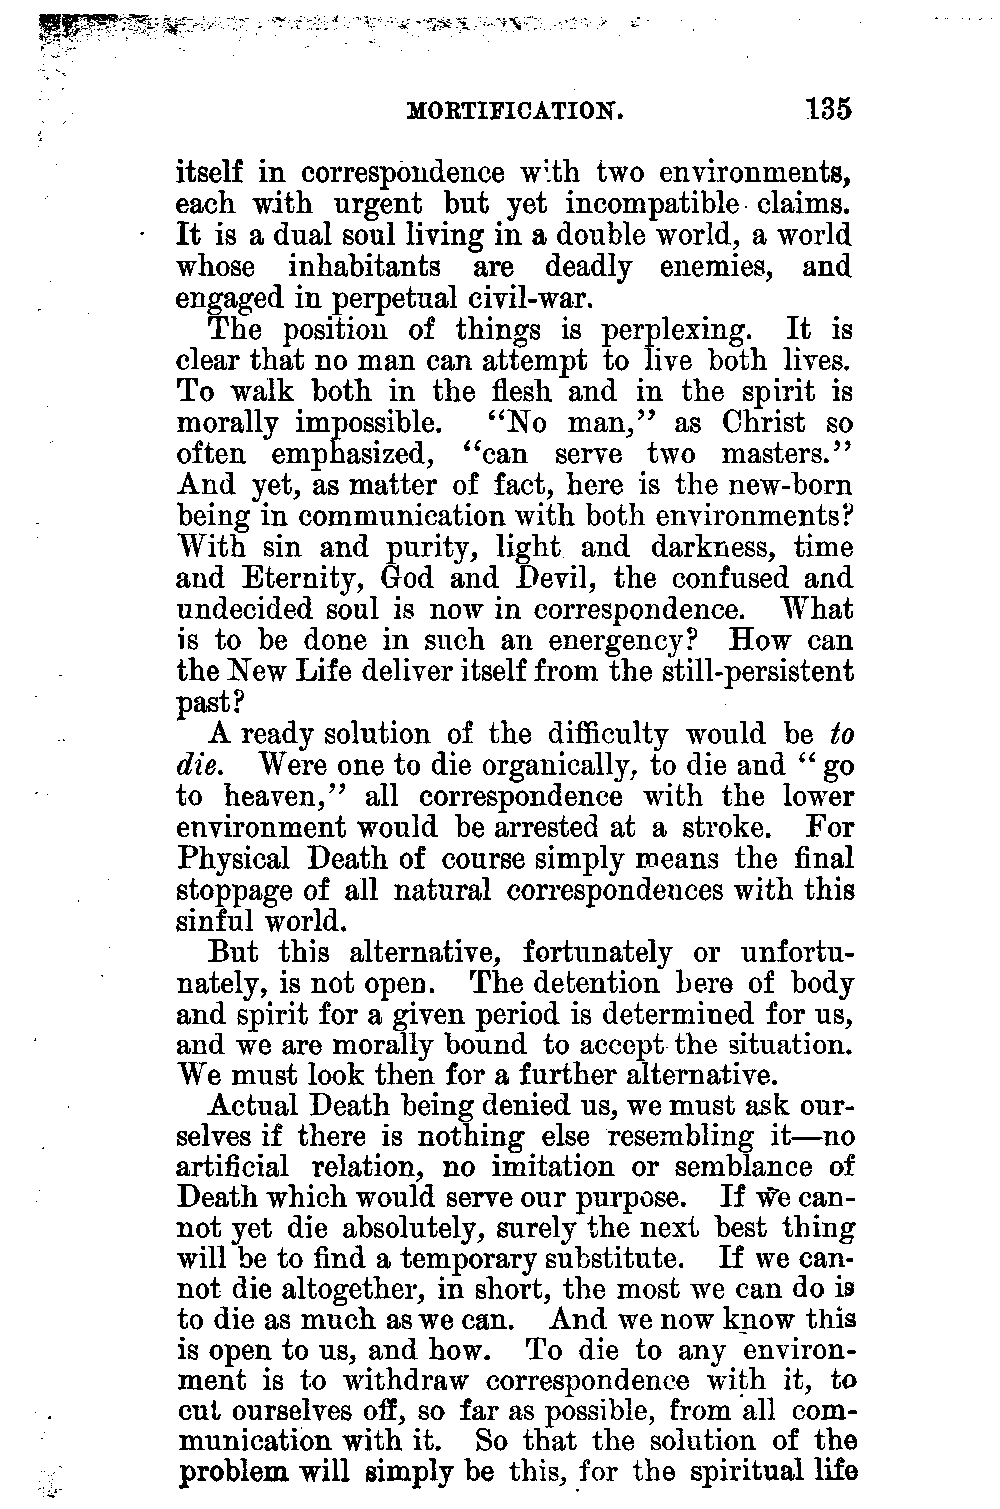 MORTIFICATION. 135
itself in correspondence with two environments,
each with urgent but yet incompatible claims.
It is a dual soul living in a double world, a world
whose inhabitants are deadly enemies, and
engaged in perpetual civil-war.
The position of things is perplexing. It is
clear that no man can attempt to live both lives.
To walk both in the flesh and in the spirit is
morally impossible. “No man,” as Christ so
often emphasized, “can serve two masters.”
And yet, as matter of fact, here is the new-born
being in communication with both environments?
With sin and purity, light and darkness, time
and Eternity, God and Devil, the confused and
undecided soul is now in correspondence. What
is to be done in such an energency? How can
the New Life deliver itself from the still-persistent
past?
A ready solution of the difficulty would be to
die. Were one to die organically, to die and “go
to heaven,” all correspondence with the lower
environment would be arrested at a stroke. For
Physical Death of course simply means the final
stoppage of all natural correspondences with this
sinful world.
But this alternative, fortunately or unfortu-
nately, is not open. The detention here of body
and spirit for a given period is determined for us,
and we are morally bound to accept the situation.
We must look then for a further alternative.
Actual Death being denied us, we must ask our-
selves if there is nothing else resembling it—no
artificial relation, no imitation or semblance of
Death which would serve our purpose. If we can-
not yet die absolutely, surely the next best thing
will be to find a temporary substitute. If we can-
not die altogether, in short, the most we can do is
to die as much as we can. And we now know this
is open to us, and how. To die to any environ-
ment is to withdraw correspondence with it, to
cut ourselves off, so far as possible, from all com-
munication with it. So that the solution of the
problem will simply be this, for the spiritual life